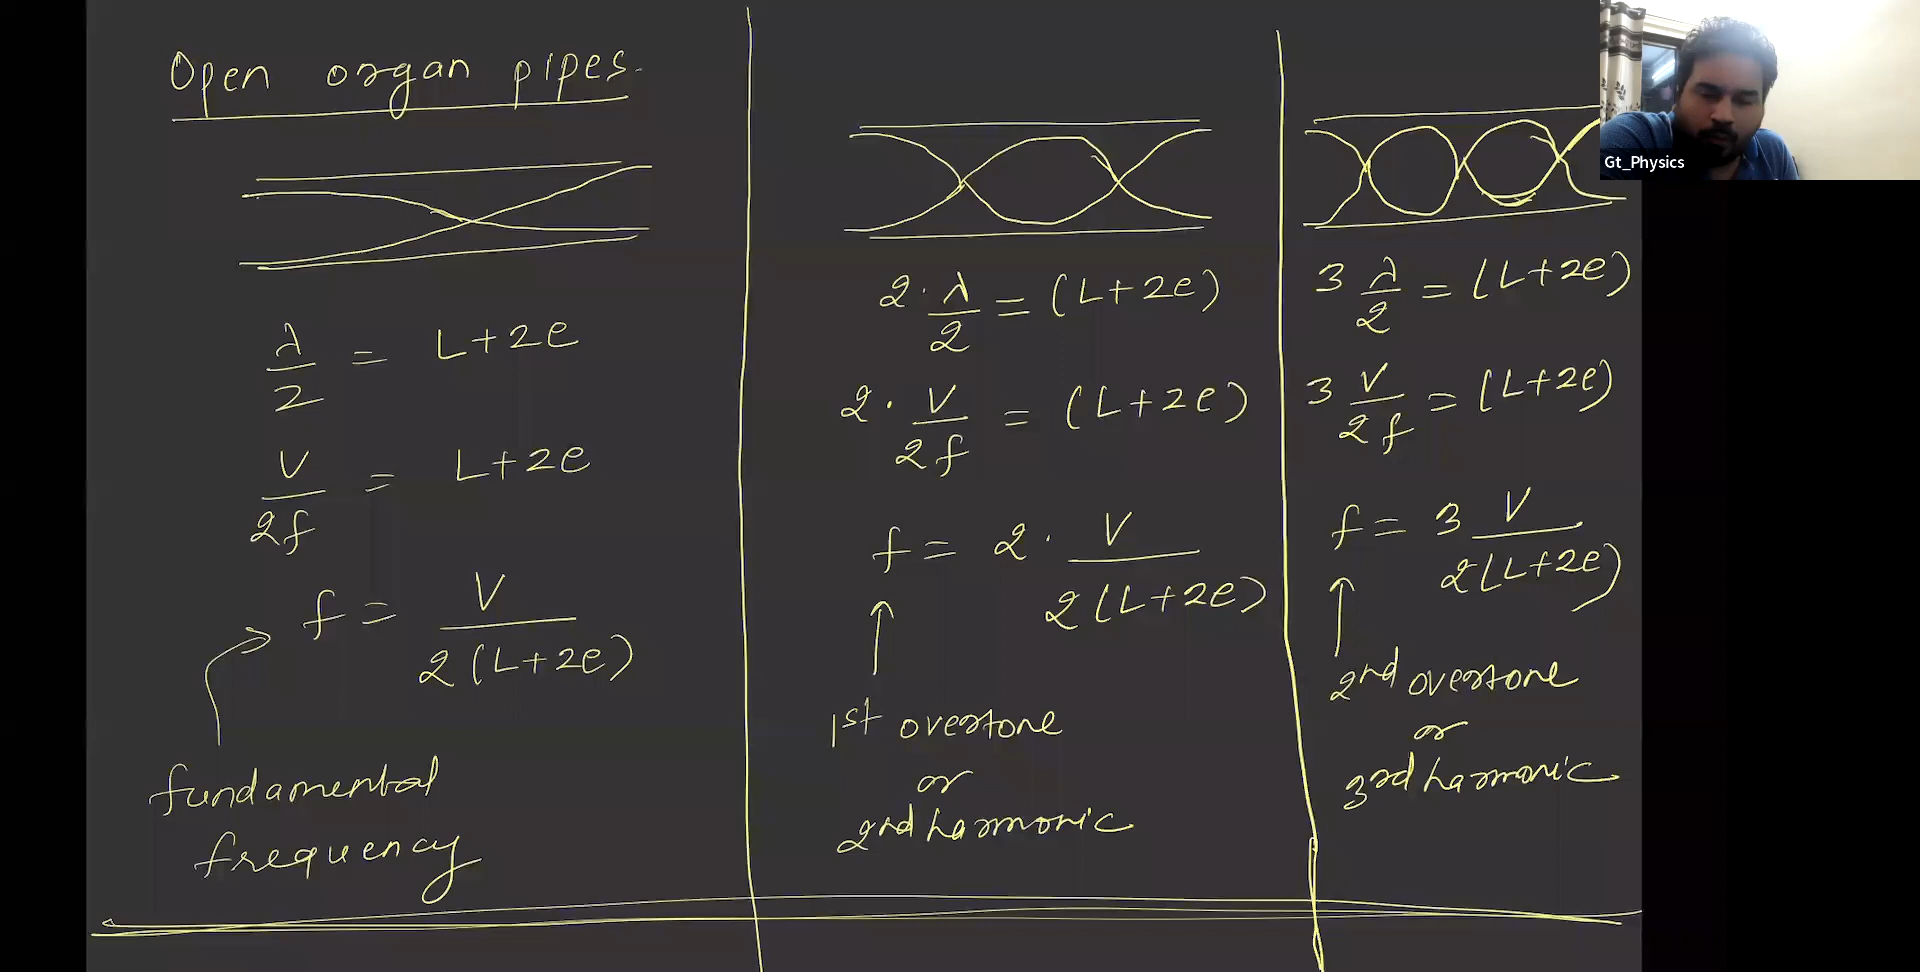 Open organ pipes.
λ/2 = L+2e
V/2f = L+2e
f = V/2(L+2e)
fundamental
frequency
2·λ/2 = (L+2e)
2·V/2f = (L+2e)
f = 2·V/2(L+2e)
1st overtone
or
2nd harmonic
3 λ/2 = (L+2e)
3 V/2f = (L+2e)
f = 3 V/2(L+2e)
2nd overtone
or
3rd harmonic
Gt_Physics